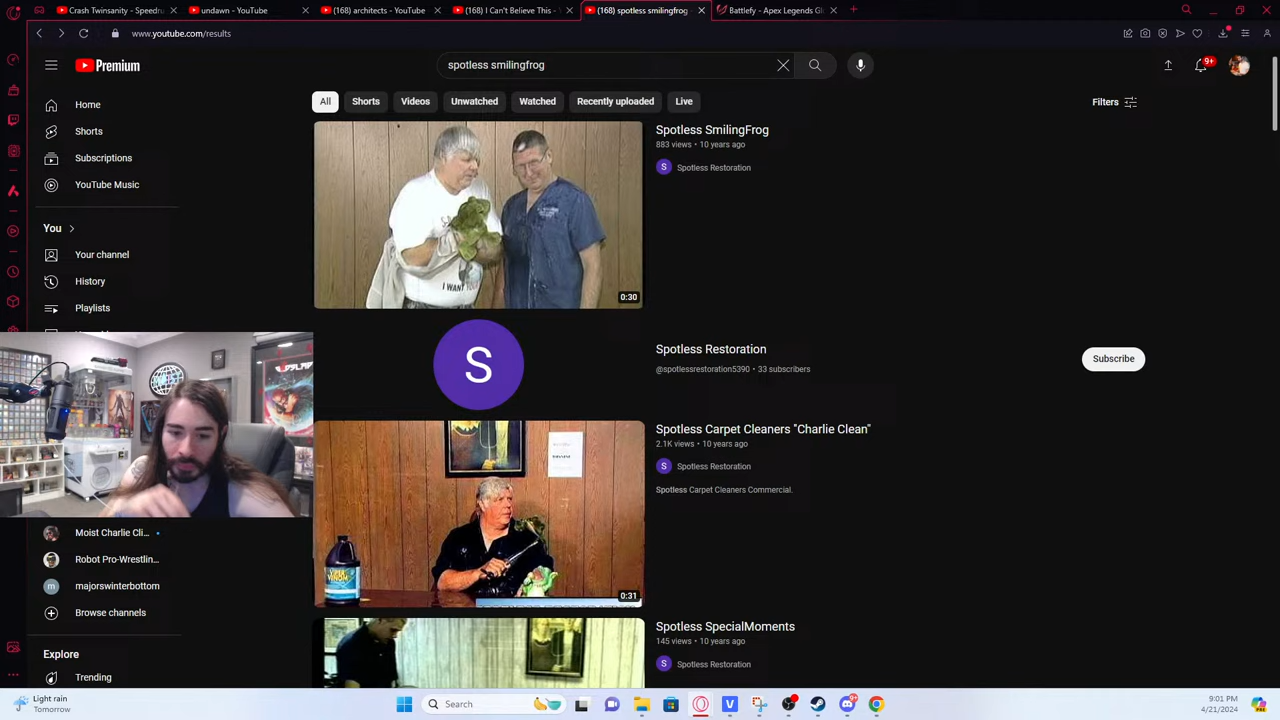 Crash Twinsanity - Speedru
undawn - YouTube
(168) architects - YouTube
(168) I Can't Believe This -
(168) spotless smilingfrog
Battlefy - Apex Legends Gl
www.youtube.com/results
Premium
spotless smilingfrog
9+
Home
Shorts
Subscriptions
YouTube Music
You
Your channel
History
Playlists
All
Shorts
Videos
Unwatched
Watched
Recently uploaded
Live
Filters
I WANT YOU
0:30
Spotless SmilingFrog
883 views • 10 years ago
S
Spotless Restoration
S
Spotless Restoration
@spotlessrestoration5390 • 33 subscribers
Subscribe
0:31
Spotless Carpet Cleaners "Charlie Clean"
2.1K views • 10 years ago
S
Spotless Restoration
Spotless Carpet Cleaners Commercial.
Spotless SpecialMoments
145 views • 10 years ago
S
Spotless Restoration
Moist Charlie Cli...
Robot Pro-Wrestlin...
m
majorswinterbottom
Browse channels
Explore
Trending
Light rain
Tomorrow
Search
9:01 PM
4/21/2024